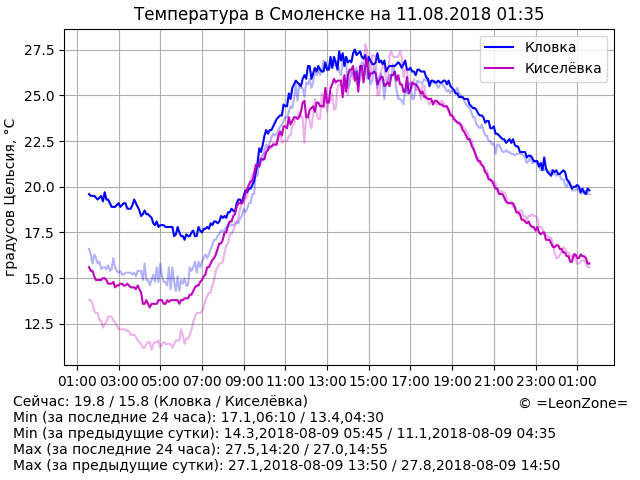 Температура в Смоленске на 11.08.2018 01:35
Кловка
Киселёвка
градусов Цельсия, °C
27.5
25.0
22.5
20.0
17.5
15.0
12.5
01:00 03:00 05:00 07:00 09:00 11:00 13:00 15:00 17:00 19:00 21:00 23:00 01:00
Сейчас: 19.8 / 15.8 (Кловка / Киселёвка)
© =LeonZone=
Min (за последние 24 часа): 17.1,06:10 / 13.4,04:30
Min (за предыдущие сутки): 14.3,2018-08-09 05:45 / 11.1,2018-08-09 04:35
Max (за последние 24 часа): 27.5,14:20 / 27.0,14:55
Max (за предыдущие сутки): 27.1,2018-08-09 13:50 / 27.8,2018-08-09 14:50